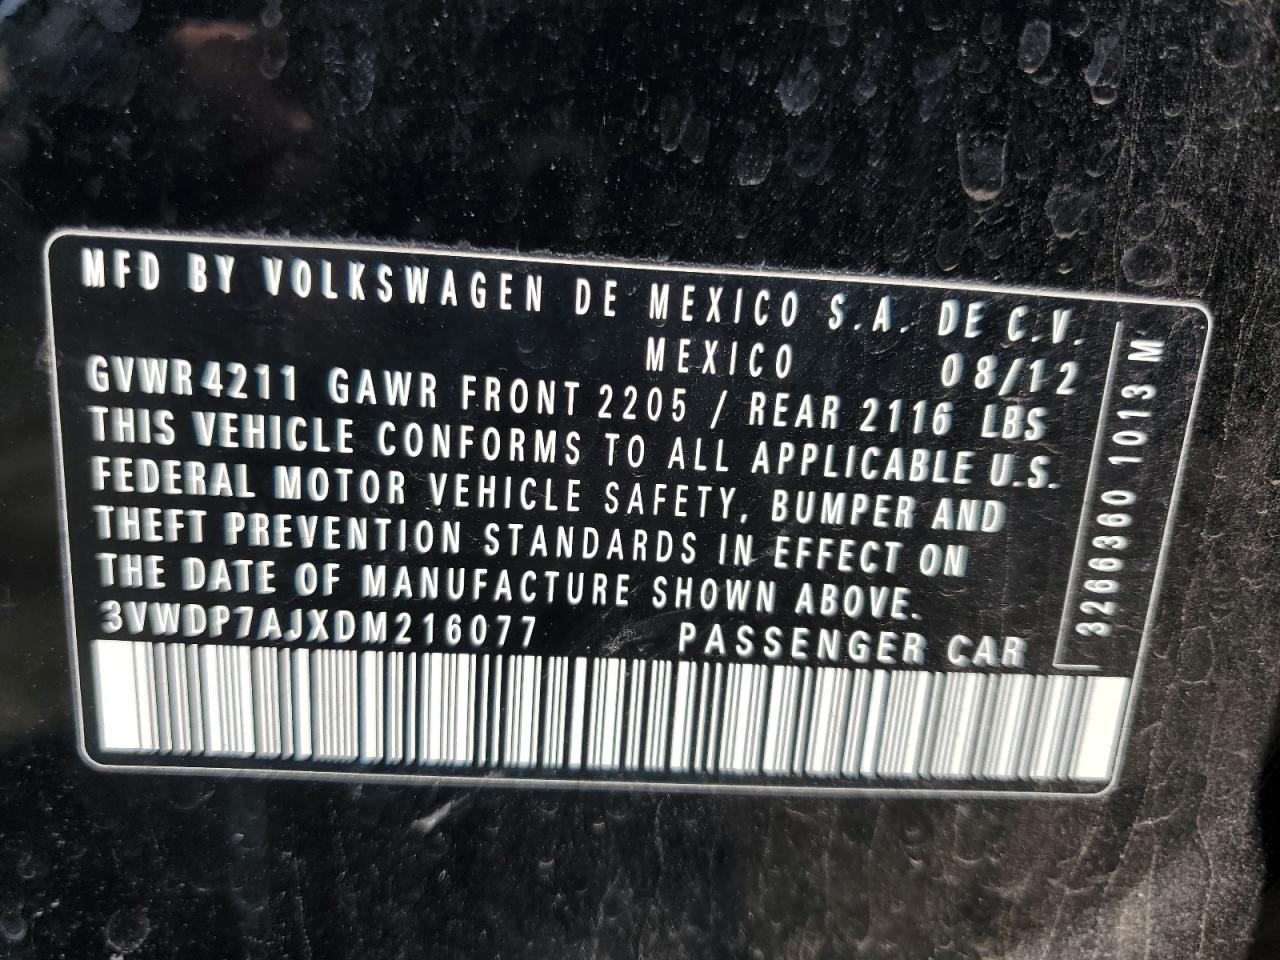 MFD BY VOLKSWAGEN DE MEXICO S.A. DE C.V.
MEXICO 08/12
GVWR 4211 GAWR FRONT 2205 / REAR 2116 LBS
THIS VEHICLE CONFORMS TO ALL APPLICABLE U.S.
FEDERAL MOTOR VEHICLE SAFETY, BUMPER AND
THEFT PREVENTION STANDARDS IN EFFECT ON
THE DATE OF MANUFACTURE SHOWN ABOVE.
3VWDP7AJXDM216077 PASSENGER CAR
3266360 1013 M